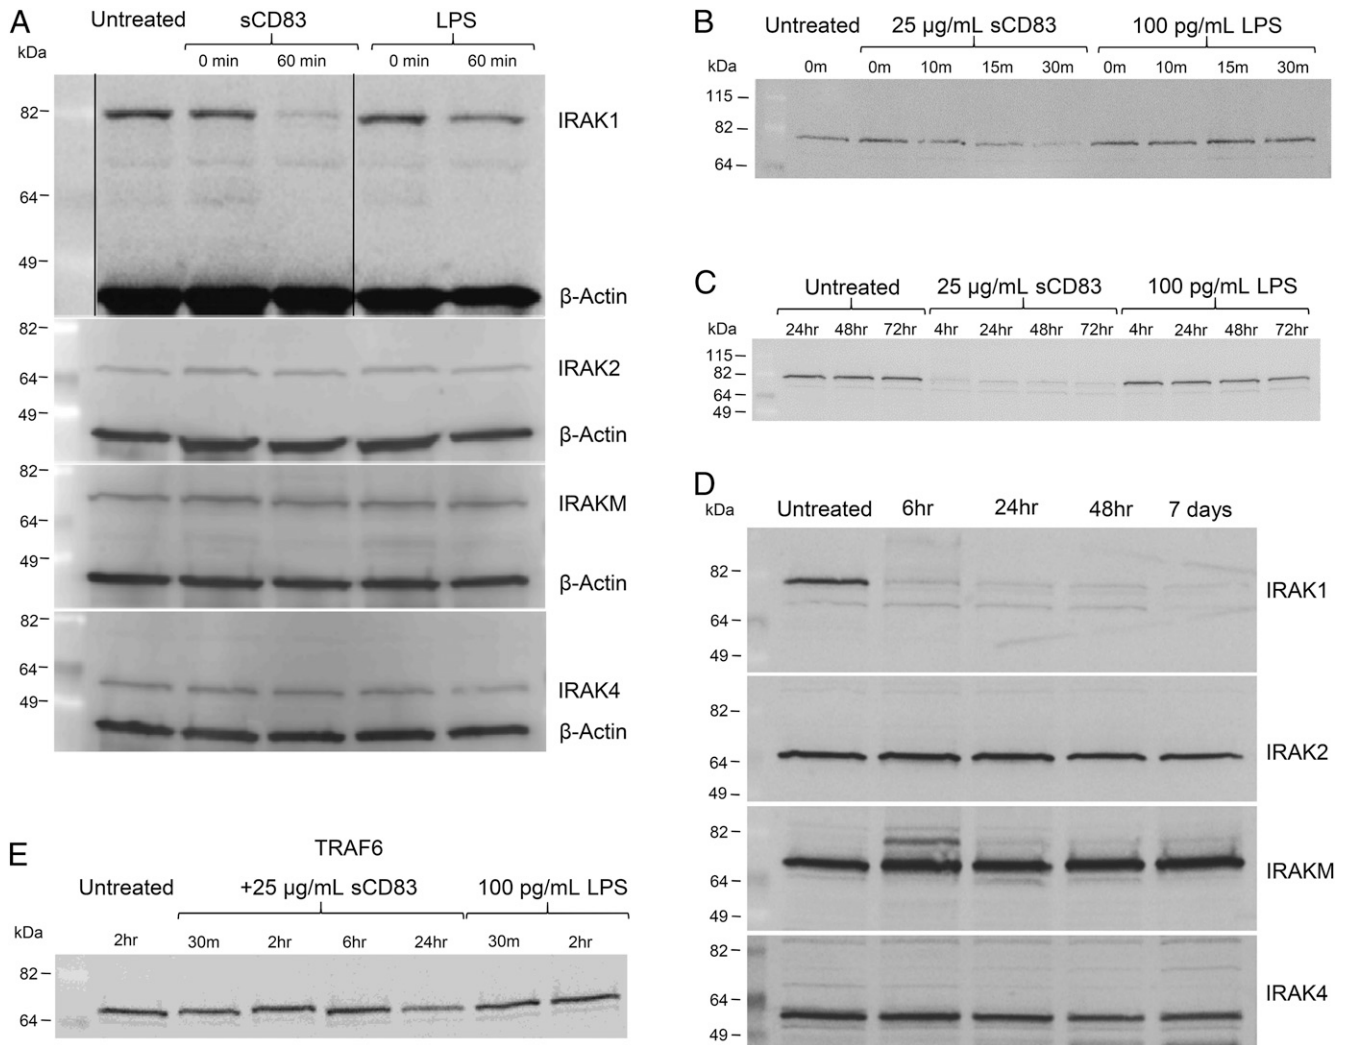 A
Untreated sCD83 LPS
kDa
0 min 60 min 0 min 60 min
82
IRAK1
64
49
β-Actin
82
IRAK2
64
49
β-Actin
82
IRAKM
64
49
β-Actin
82
64
IRAK4
49
β-Actin
B
Untreated 25 µg/mL sCD83 100 pg/mL LPS
kDa
0m 0m 10m 15m 30m 0m 10m 15m 30m
115
82
64
C
Untreated 25 µg/mL sCD83 100 pg/mL LPS
kDa
24hr 48hr 72hr 4hr 24hr 48hr 72hr 4hr 24hr 48hr 72hr
115
82
64
49
D
kDa
Untreated 6hr 24hr 48hr 7 days
82
IRAK1
64
49
82
IRAK2
64
49
82
IRAKM
64
49
82
IRAK4
64
49
E
TRAF6
Untreated +25 µg/mL sCD83 100 pg/mL LPS
kDa
2hr 30m 2hr 6hr 24hr 30m 2hr
82
64